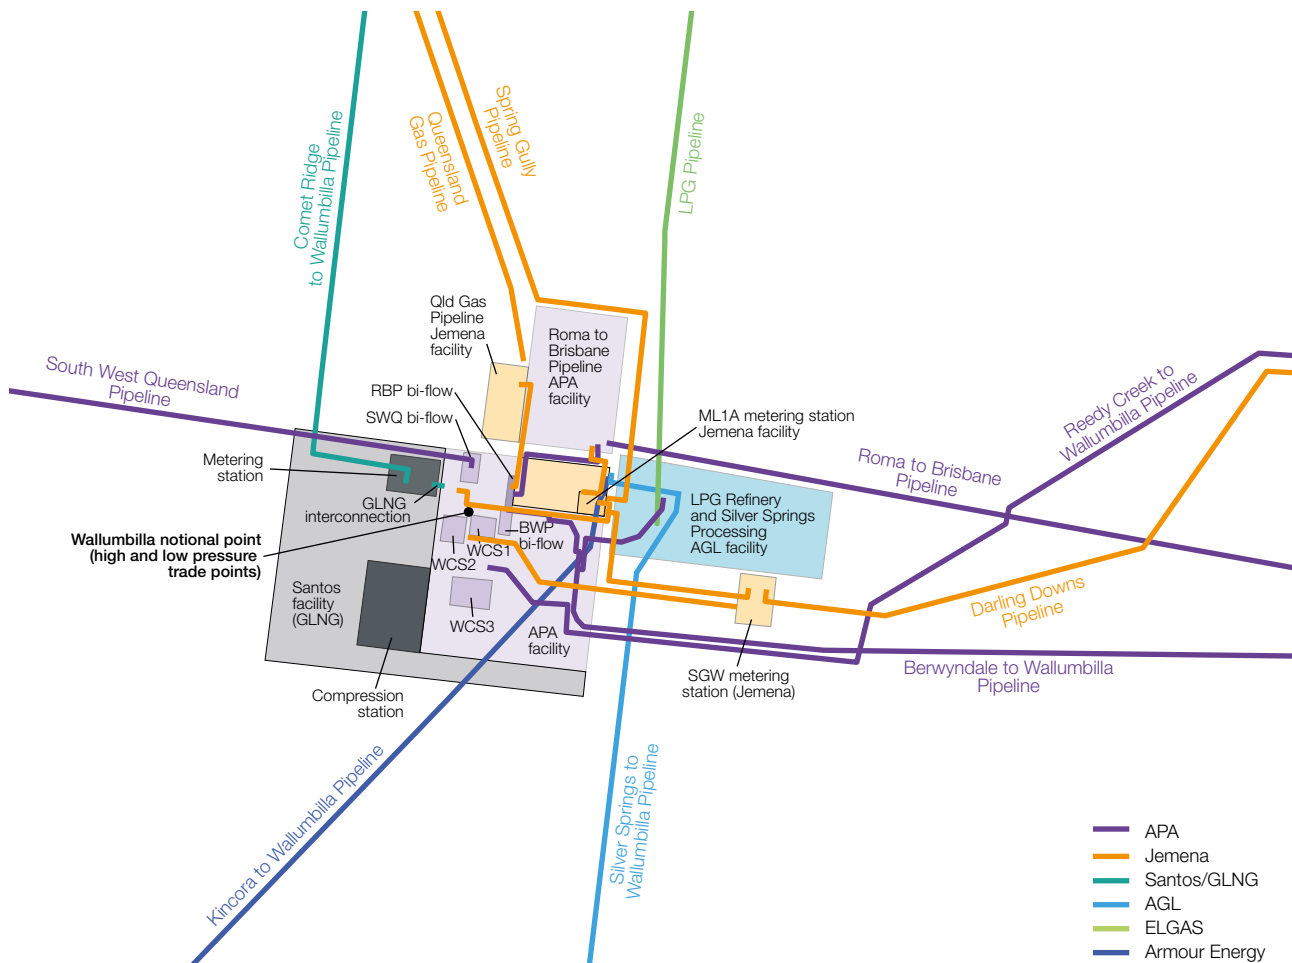 Comet Ridge
to Wallumbilla Pipeline
Queensland
Gas Pipeline
Spring Gully
Pipeline
LPG Pipeline
South West Queensland
Pipeline
Qld Gas
Pipeline
Jemena
facility
Roma to
Brisbane
Pipeline
APA
facility
RBP bi-flow
SWQ bi-flow
ML1A metering station
Jemena facility
Reedy Creek to
Wallumbilla Pipeline
Roma to Brisbane
Pipeline
Metering
station
GLNG
interconnection
LPG Refinery
and Silver Springs
Processing
AGL facility
Wallumbilla notional point
(high and low pressure
trade points)
WCS1
WCS2
BWP
bi-flow
Santos
facility
(GLNG)
WCS3
APA
facility
Darling Downs
Pipeline
SGW metering
station (Jemena)
Berwyndale to Wallumbilla
Pipeline
Compression
station
Kincora to Wallumbilla Pipeline
Silver Springs to
Wallumbilla Pipeline
APA
Jemena
Santos/GLNG
AGL
ELGAS
Armour Energy